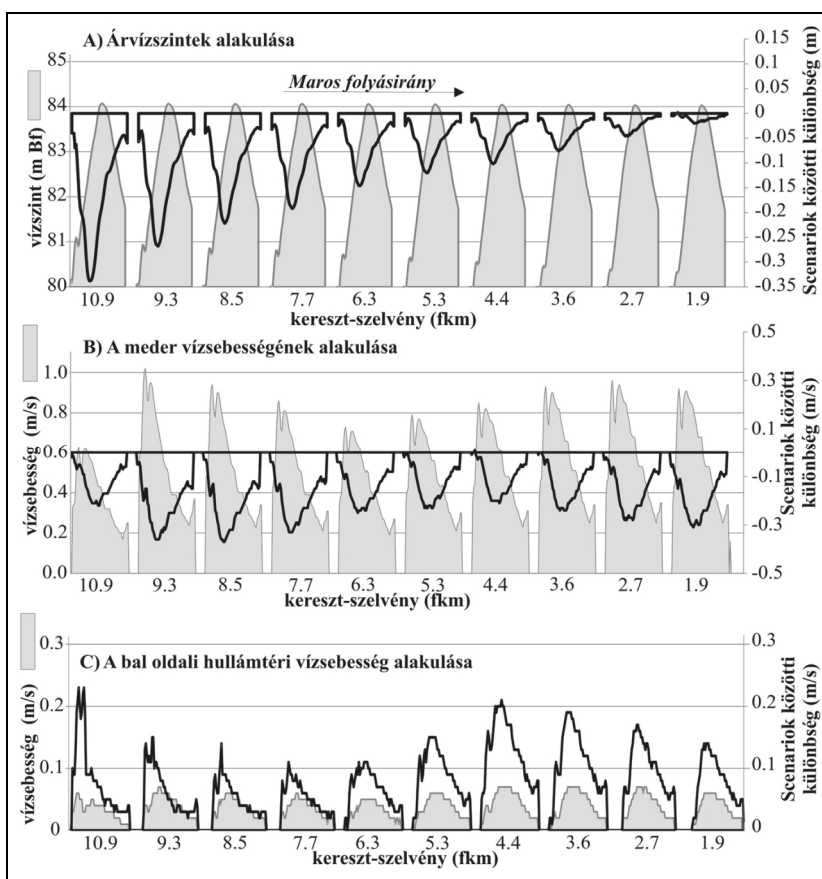 A) Árvízszintek alakulása
Maros folyásirány
vízszint (m Bf)
85
84
83
82
81
80
Scenariok közötti különbség (m)
0.15
0.1
0.05
0
-0.05
-0.1
-0.15
-0.2
-0.25
-0.3
-0.35
10.9 9.3 8.5 7.7 6.3 5.3 4.4 3.6 2.7 1.9
kereszt-szelvény (fkm)
B) A meder vízsebességének alakulása
vízsebesség (m/s)
1.0
0.8
0.6
0.4
0.2
0.0
Scenariok közötti
különbség (m/s)
0.5
0.3
0.1
-0.1
-0.3
-0.5
10.9 9.3 8.5 7.7 6.3 5.3 4.4 3.6 2.7 1.9
kereszt-szelvény (fkm)
C) A bal oldali hullámtéri vízsebesség alakulása
vízsebesség (m/s)
0.3
0.2
0.1
0
Scenariok közötti
különbség (m/s)
0.3
0.2
0.1
0
10.9 9.3 8.5 7.7 6.3 5.3 4.4 3.6 2.7 1.9
kereszt-szelvény (fkm)